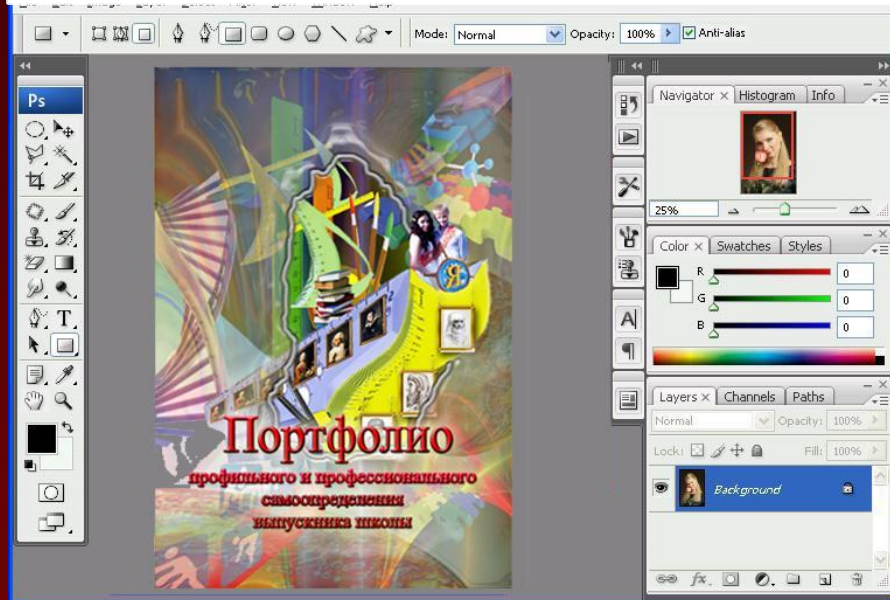 Mode: Normal Opacity: 100% Anti-alias
Ps
Navigator × Histogram Info
25%
Color × Swatches Styles
R 0
G 0
B 0
Layers × Channels Paths
Normal Opacity: 100%
Lock: Fill: 100%
Background
Я
Портфолио
профильного и профессионального
самоопределения
выпускника школы